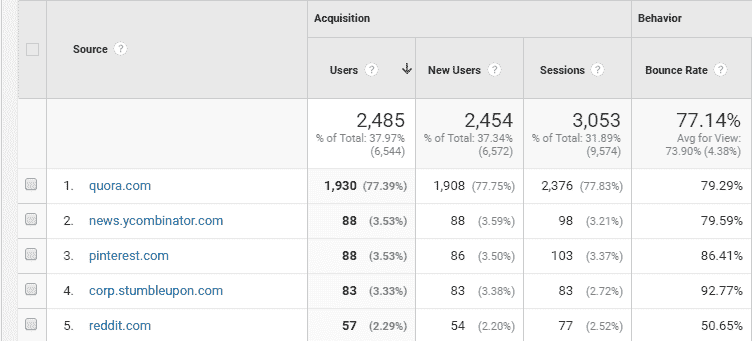 Acquisition Behavior
Source ? Users ? New Users ? Sessions ? Bounce Rate ?
2,485 2,454 3,053 77.14%
% of Total: 37.97% % of Total: 37.34% % of Total: 31.89% Avg for View:
(6,544) (6,572) (9,574) 73.90% (4.38%)
1. quora.com 1,930 (77.39%) 1,908 (77.75%) 2,376 (77.83%) 79.29%
2. news.ycombinator.com 88 (3.53%) 88 (3.59%) 98 (3.21%) 79.59%
3. pinterest.com 88 (3.53%) 86 (3.50%) 103 (3.37%) 86.41%
4. corp.stumbleupon.com 83 (3.33%) 83 (3.38%) 83 (2.72%) 92.77%
5. reddit.com 57 (2.29%) 54 (2.20%) 77 (2.52%) 50.65%